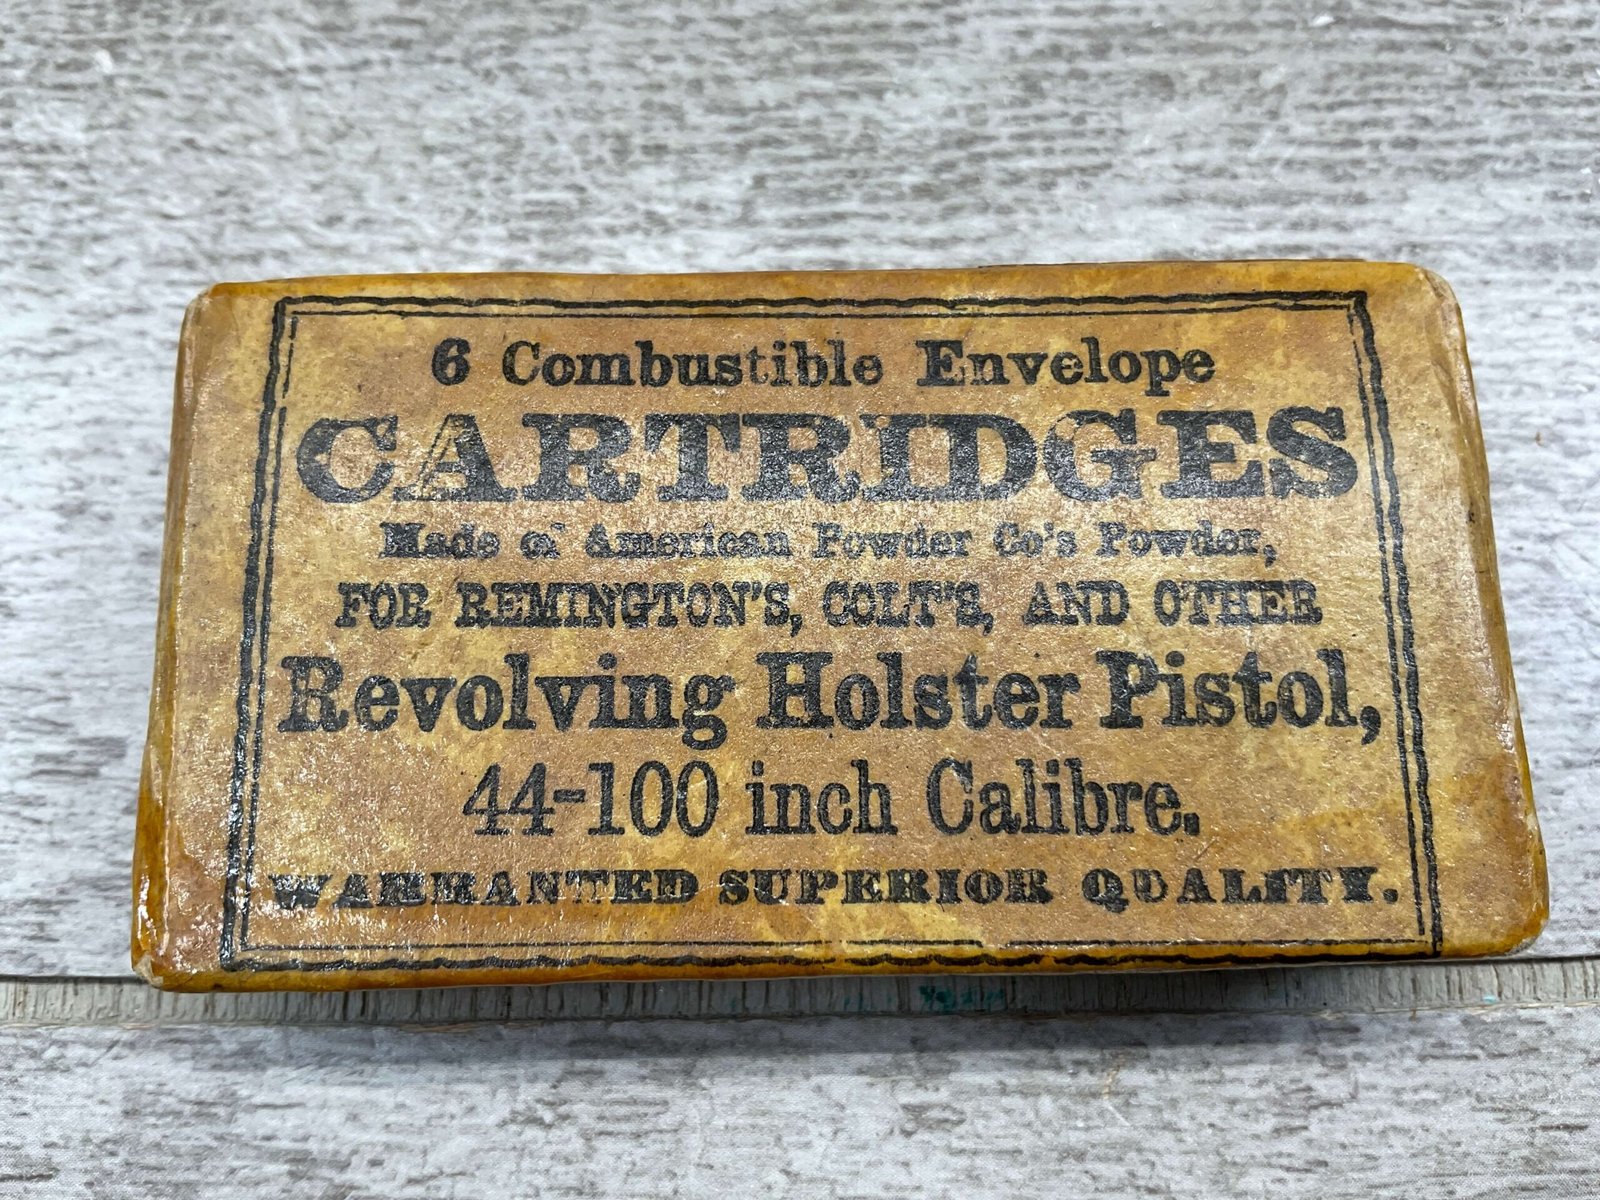 6 Combustible Envelope
CARTRIDGES
Made of American Powder Co's Powder,
FOR REMINGTON'S, COLT'S, AND OTHER
Revolving Holster Pistol,
44-100 inch Calibre.
WARRANTED SUPERIOR QUALITY.